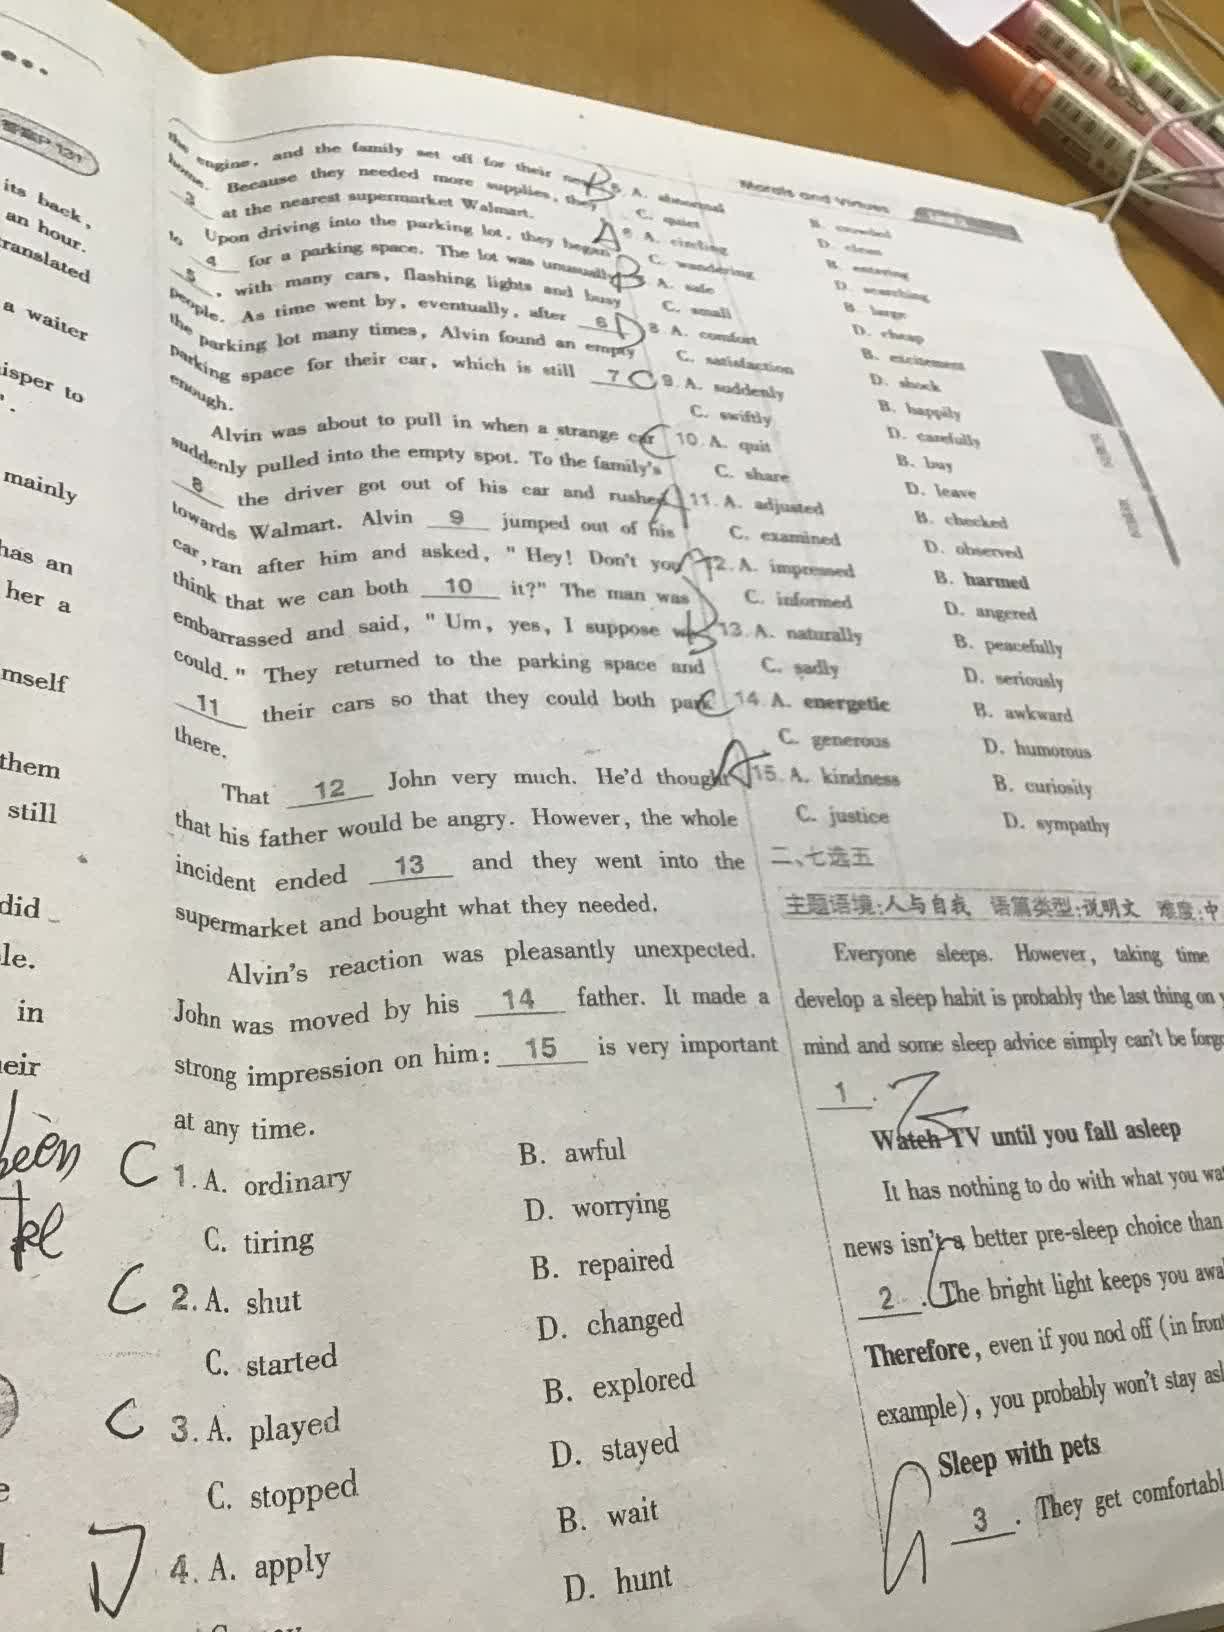 答案P 131
its back,
an hour.
translated
a waiter
isper to
mainly
has an
her a
mself
them
still
did
le.
in
eir
been
the engine, and the family set off for their new
home. Because they needed more supplies, they
3 at the nearest supermarket Walmart.
Upon driving into the parking lot, they began
to 4 for a parking space. The lot was unusually
5 , with many cars, flashing lights and busy
people. As time went by, eventually, after 6
the parking lot many times, Alvin found an empty
parking space for their car, which is still 7
enough.
Alvin was about to pull in when a strange car
suddenly pulled into the empty spot. To the family's
8 the driver got out of his car and rushed
towards Walmart. Alvin 9 jumped out of his
car, ran after him and asked, "Hey! Don't you
think that we can both 10 it?" The man was
embarrassed and said, "Um, yes, I suppose we
could." They returned to the parking space and
11 their cars so that they could both park
there.
That 12 John very much. He'd thought
that his father would be angry. However, the whole
incident ended 13 and they went into the
supermarket and bought what they needed.
Alvin's reaction was pleasantly unexpected.
John was moved by his 14 father. It made a
strong impression on him: 15 is very important
at any time.
C 1. A. ordinary B. awful
C. tiring D. worrying
C 2. A. shut B. repaired
C. started D. changed
C 3. A. played B. explored
C. stopped D. stayed
D 4. A. apply B. wait
D. hunt
Morals and Virtues
B 5. A. abnormal B. crowded
C. quiet D. clean
A 6. A. circling B. entering
C. wandering D. searching
B 7. A. safe B. large
C. small D. cheap
D 8. A. comfort B. excitement
C. satisfaction D. shock
C 9. A. suddenly B. happily
C. swiftly D. carefully
C 10. A. quit B. buy
C. share D. leave
A 11. A. adjusted B. checked
C. examined D. observed
12. A. impressed B. harmed
C. informed D. angered
B 13. A. naturally B. peacefully
C. sadly D. seriously
C 14. A. energetic B. awkward
C. generous D. humorous
A 15. A. kindness B. curiosity
C. justice D. sympathy
二、七选五
主题语境:人与自我 语篇类型:说明文 难度:中
Everyone sleeps. However, taking time
develop a sleep habit is probably the last thing on
mind and some sleep advice simply can't be
1 .
Watch TV until you fall asleep
It has nothing to do with what you
news isn't a better pre-sleep choice than
2 . The bright light keeps you
Therefore, even if you nod off (in front
example), you probably won't stay
Sleep with pets
G 3 . They get